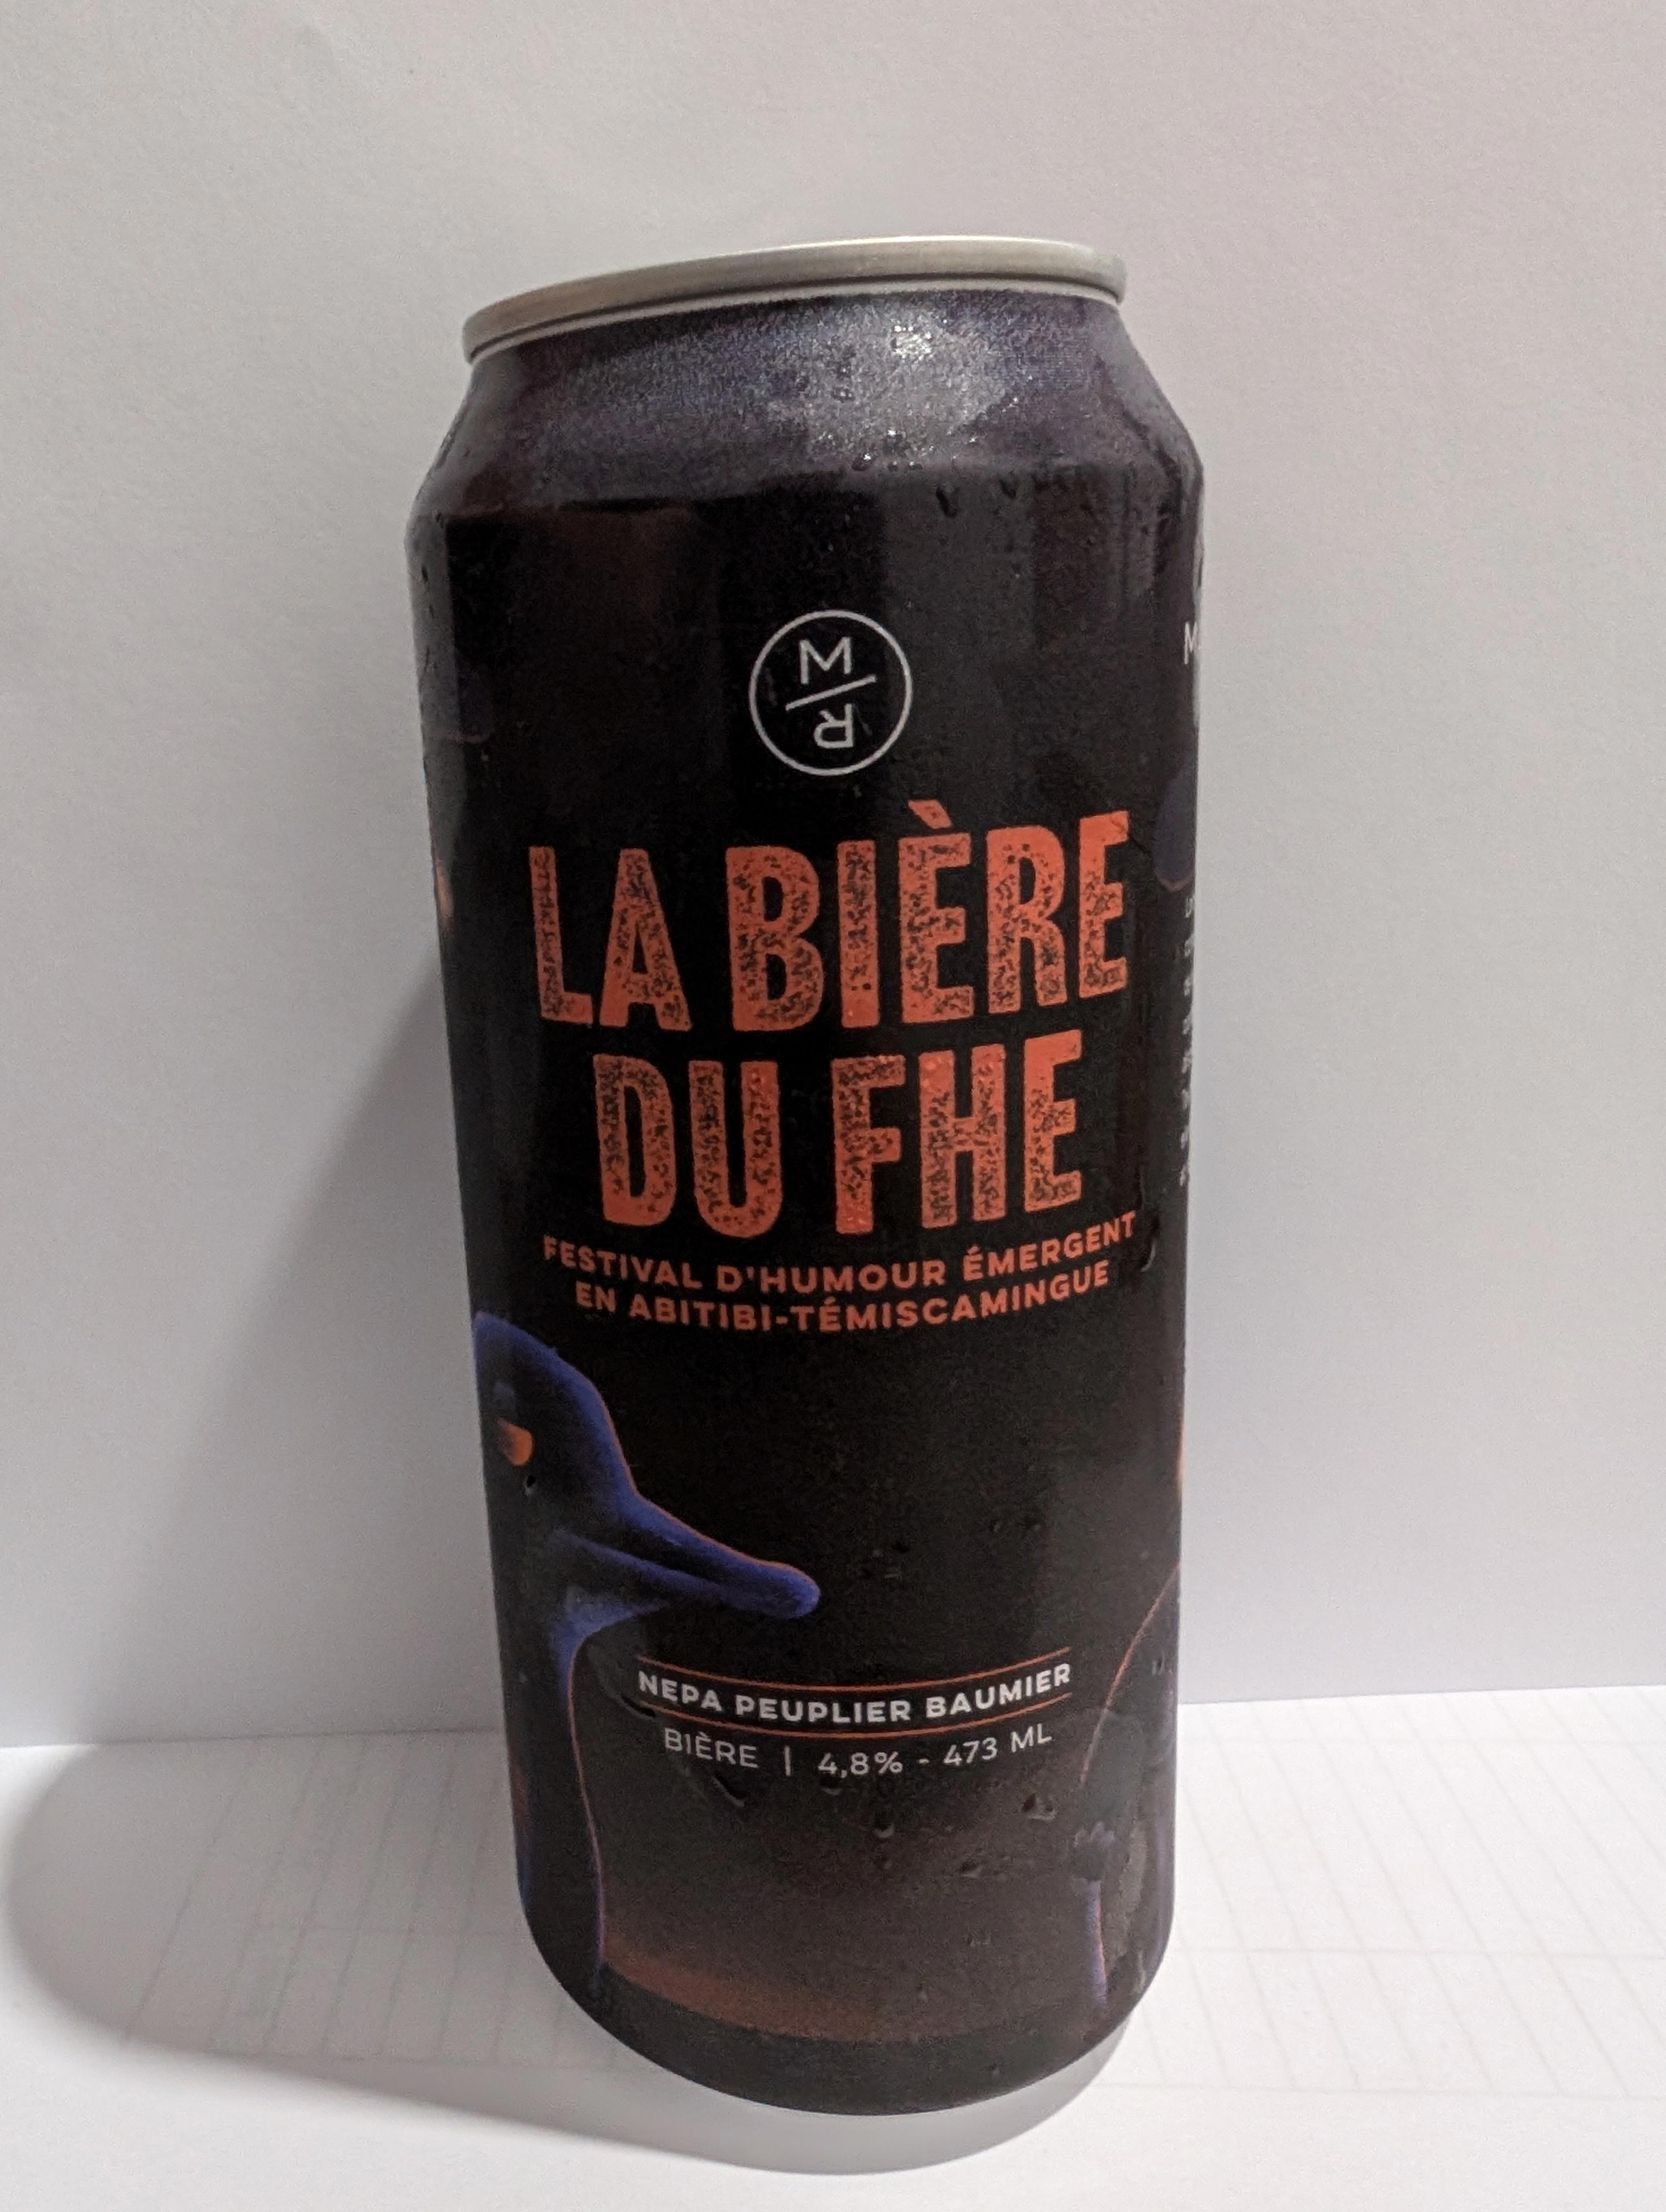 M
R
LA BIÈRE
DU FHE
FESTIVAL D'HUMOUR ÉMERGENT
EN ABITIBI-TÉMISCAMINGUE
NEPA PEUPLIER BAUMIER
BIÈRE | 4,8% - 473 ML